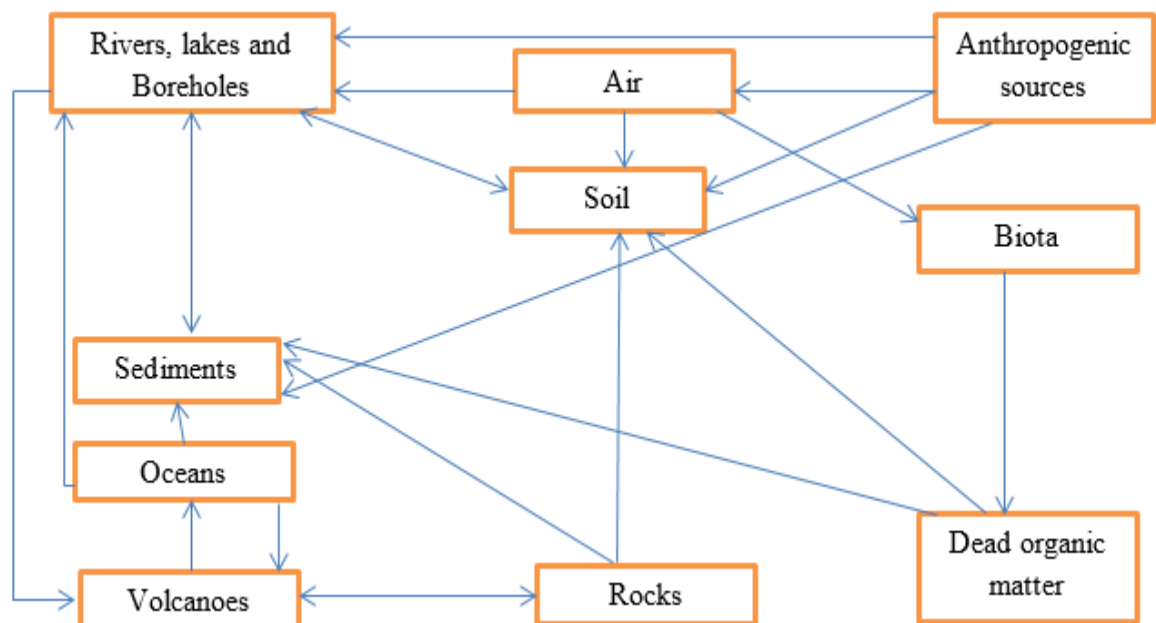 Rivers, lakes and
Boreholes
Air
Anthropogenic
sources
Soil
Biota
Sediments
Oceans
Dead organic
matter
Volcanoes
Rocks